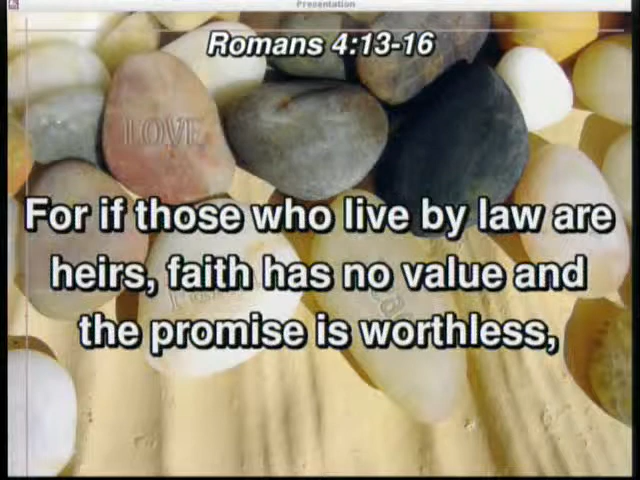 Presentation
Romans 4:13-16
LOVE
For if those who live by law are
heirs, faith has no value and
the promise is worthless,